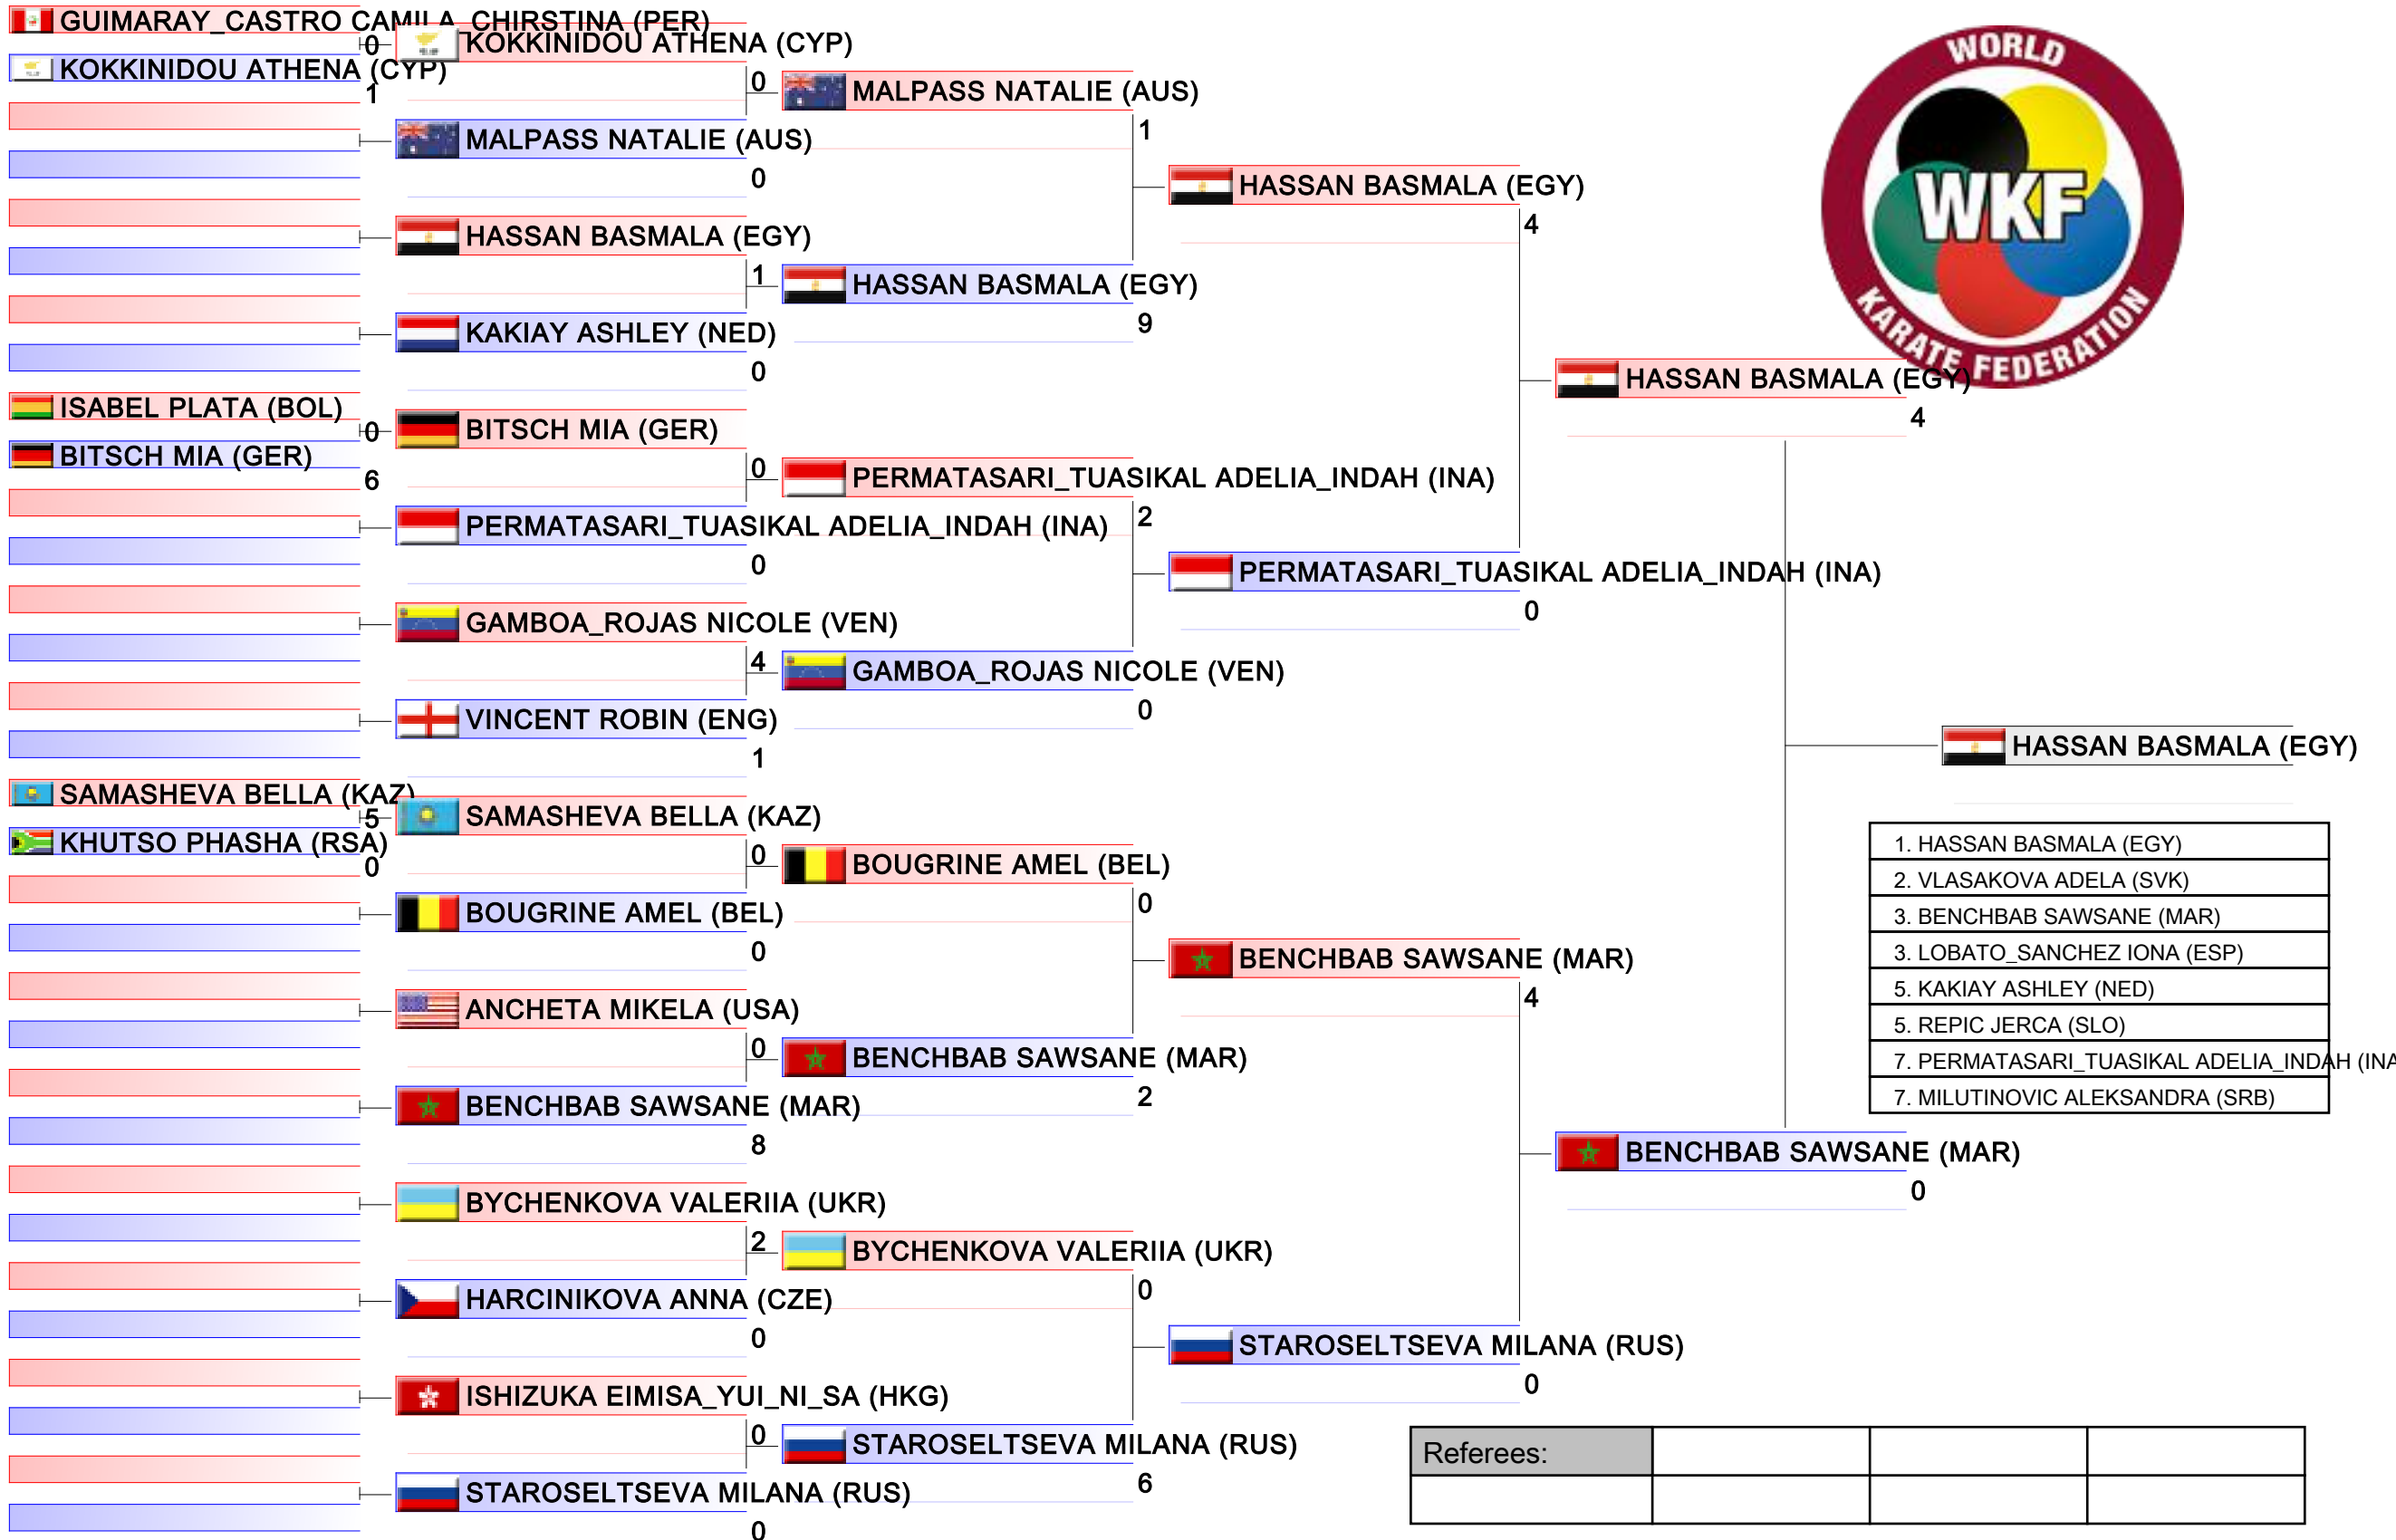 GUIMARAY_CASTRO CAMILA_CHIRSTINA (PER)
0
KOKKINIDOU ATHENA (CYP)
1
ISABEL PLATA (BOL)
0
BITSCH MIA (GER)
6
SAMASHEVA BELLA (KAZ)
5
KHUTSO PHASHA (RSA)
0
KOKKINIDOU ATHENA (CYP)
0
MALPASS NATALIE (AUS)
0
HASSAN BASMALA (EGY)
1
KAKIAY ASHLEY (NED)
0
BITSCH MIA (GER)
0
PERMATASARI_TUASIKAL ADELIA_INDAH (INA)
0
GAMBOA_ROJAS NICOLE (VEN)
4
VINCENT ROBIN (ENG)
1
SAMASHEVA BELLA (KAZ)
0
BOUGRINE AMEL (BEL)
0
ANCHETA MIKELA (USA)
0
BENCHBAB SAWSANE (MAR)
8
BYCHENKOVA VALERIIA (UKR)
2
HARCINIKOVA ANNA (CZE)
0
ISHIZUKA EIMISA_YUI_NI_SA (HKG)
0
STAROSELTSEVA MILANA (RUS)
0
MALPASS NATALIE (AUS)
1
HASSAN BASMALA (EGY)
9
PERMATASARI_TUASIKAL ADELIA_INDAH (INA)
2
GAMBOA_ROJAS NICOLE (VEN)
0
BOUGRINE AMEL (BEL)
0
BENCHBAB SAWSANE (MAR)
2
BYCHENKOVA VALERIIA (UKR)
0
STAROSELTSEVA MILANA (RUS)
6
HASSAN BASMALA (EGY)
4
PERMATASARI_TUASIKAL ADELIA_INDAH (INA)
0
BENCHBAB SAWSANE (MAR)
4
STAROSELTSEVA MILANA (RUS)
0
HASSAN BASMALA (EGY)
4
BENCHBAB SAWSANE (MAR)
0
HASSAN BASMALA (EGY)
WORLD
WKF
KARATE FEDERATION
1. HASSAN BASMALA (EGY)
2. VLASAKOVA ADELA (SVK)
3. BENCHBAB SAWSANE (MAR)
3. LOBATO_SANCHEZ IONA (ESP)
5. KAKIAY ASHLEY (NED)
5. REPIC JERCA (SLO)
7. PERMATASARI_TUASIKAL ADELIA_INDAH (INA
7. MILUTINOVIC ALEKSANDRA (SRB)
Referees: